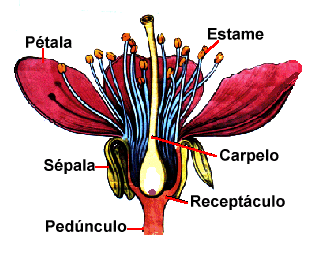 Estame
Pétala
Carpelo
Sépala
Receptáculo
Pedúnculo